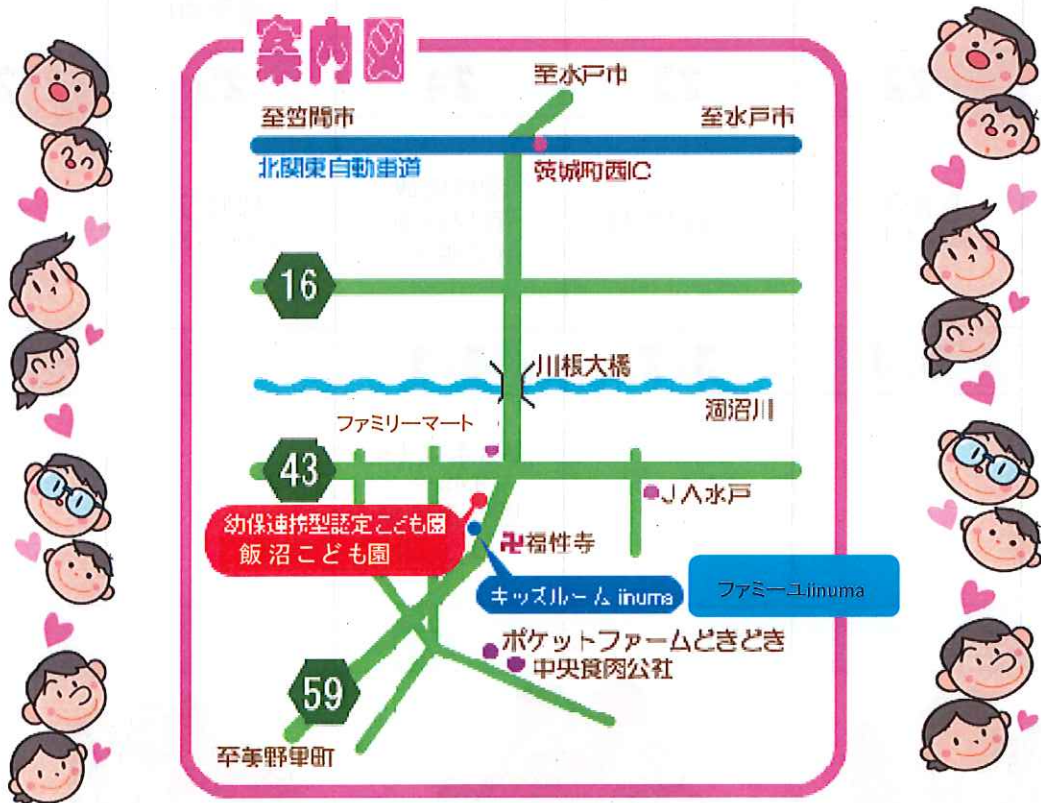 案内図
至水戸市
至笠間市
至水戸市
北関東自動車道
茨城町西IC
16
川根大橋
涸沼川
ファミリーマート
43
JA水戸
幼保連携型認定こども園
飯沼こども園
卍福性寺
キッズルーム iinuma
ファミーユiinuma
ポケットファームどきどき
中央食肉公社
59
至美野里町